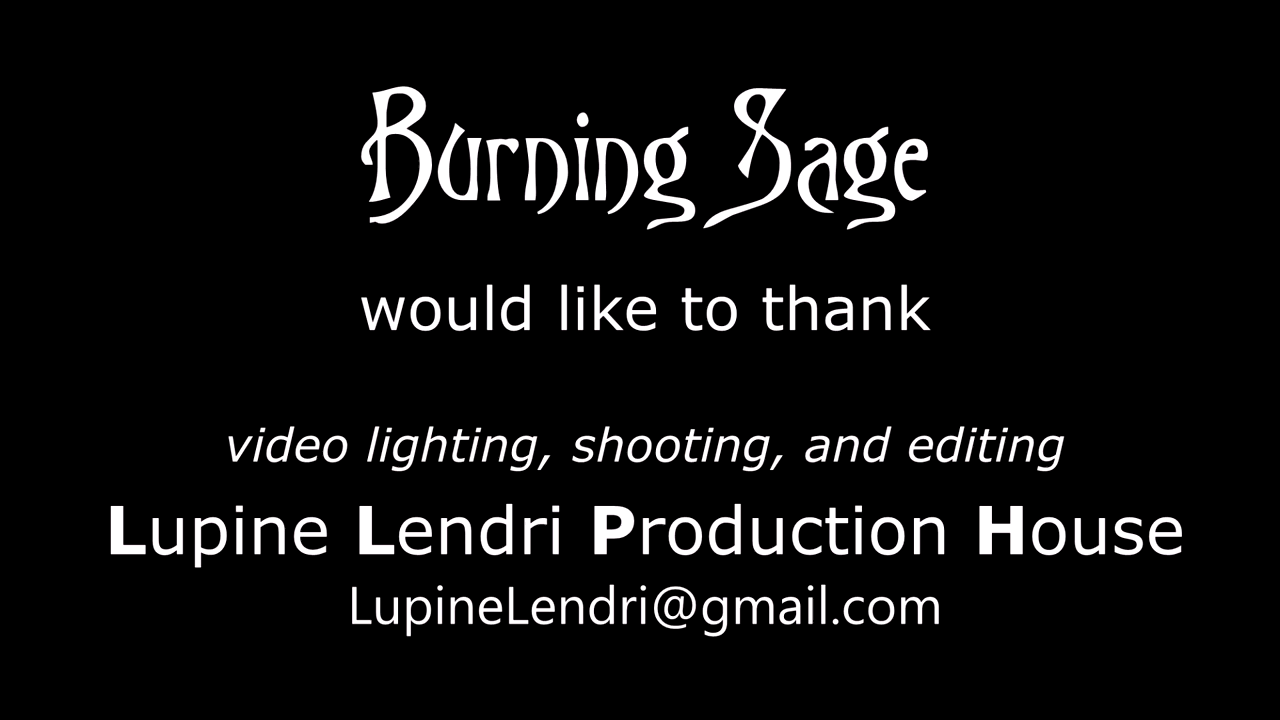 Burning Sage
would like to thank
video lighting, shooting, and editing
Lupine Lendri Production House
LupineLendri@gmail.com